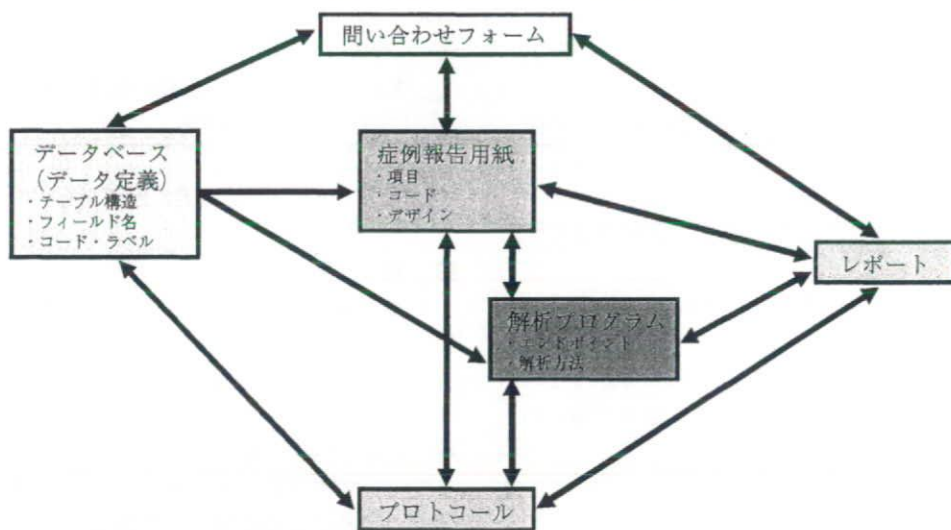 問い合わせフォーム
データベース
(データ定義)
・テーブル構造
・フィールド名
・コード・ラベル
症例報告用紙
・項目
・コード
・デザイン
レポート
解析プログラム
・エンドポイント
・解析方法
プロトコール